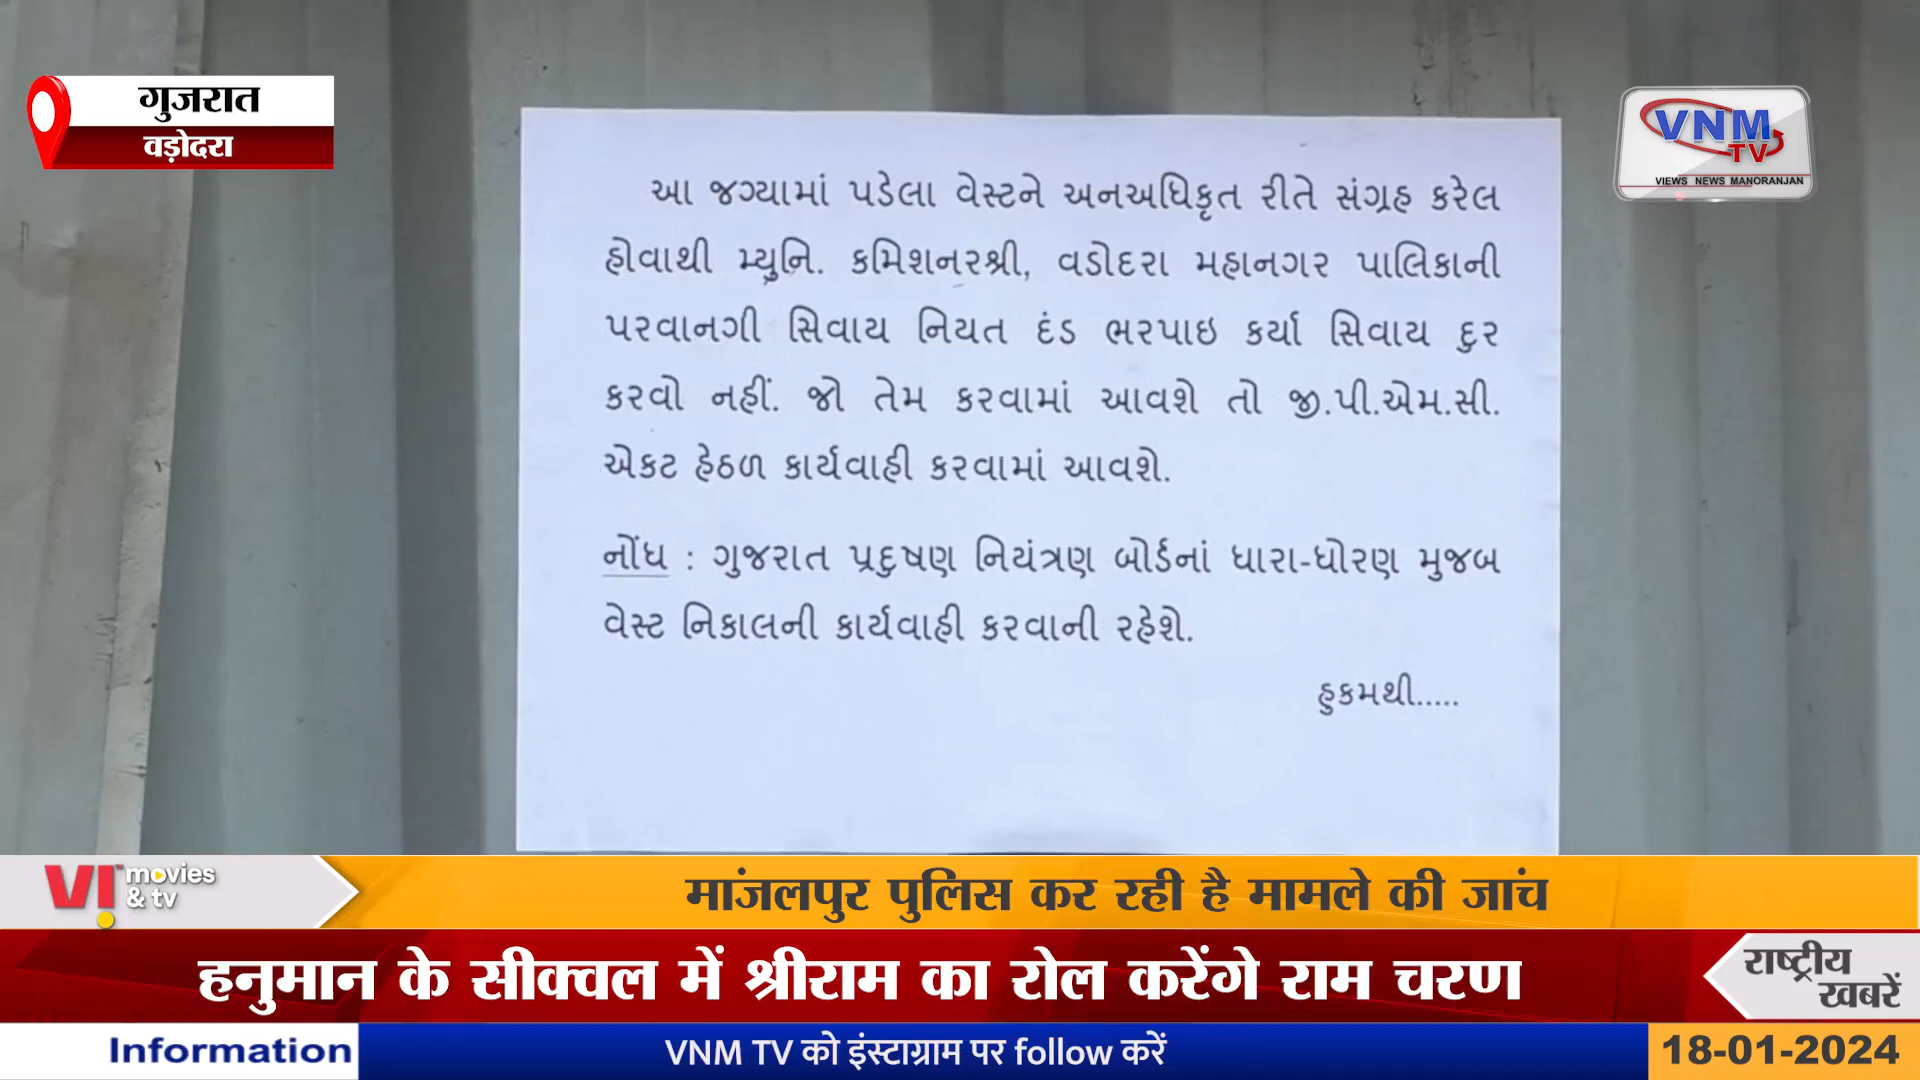 गुजरात
वड़ोदरा
VNM
TV
VIEWS NEWS MANORANJAN
આ જગ્યામાં પડેલા વેસ્ટને અનઅધિકૃત રીતે સંગ્રહ કરેલ
હોવાથી મ્યુનિ. કમિશનરશ્રી, વડોદરા મહાનગર પાલિકાની
પરવાનગી સિવાય નિયત દંડ ભરપાઇ કર્યા સિવાય દુર
કરવો નહીં. જો તેમ કરવામાં આવશે તો જી.પી.એમ.સી.
એકટ હેઠળ કાર્યવાહી કરવામાં આવશે.
નોંધ : ગુજરાત પ્રદુષણ નિયંત્રણ બોર્ડનાં ધારા-ધોરણ મુજબ
વેસ્ટ નિકાલની કાર્યવાહી કરવાની રહેશે.
હુકમથી.....
VI movies
& tv
मांजलपुर पुलिस कर रही है मामले की जांच
हनुमान के सीक्वल में श्रीराम का रोल करेंगे राम चरण
राष्ट्रीय
खबरें
Information
VNM TV को इंस्टाग्राम पर follow करें
18-01-2024